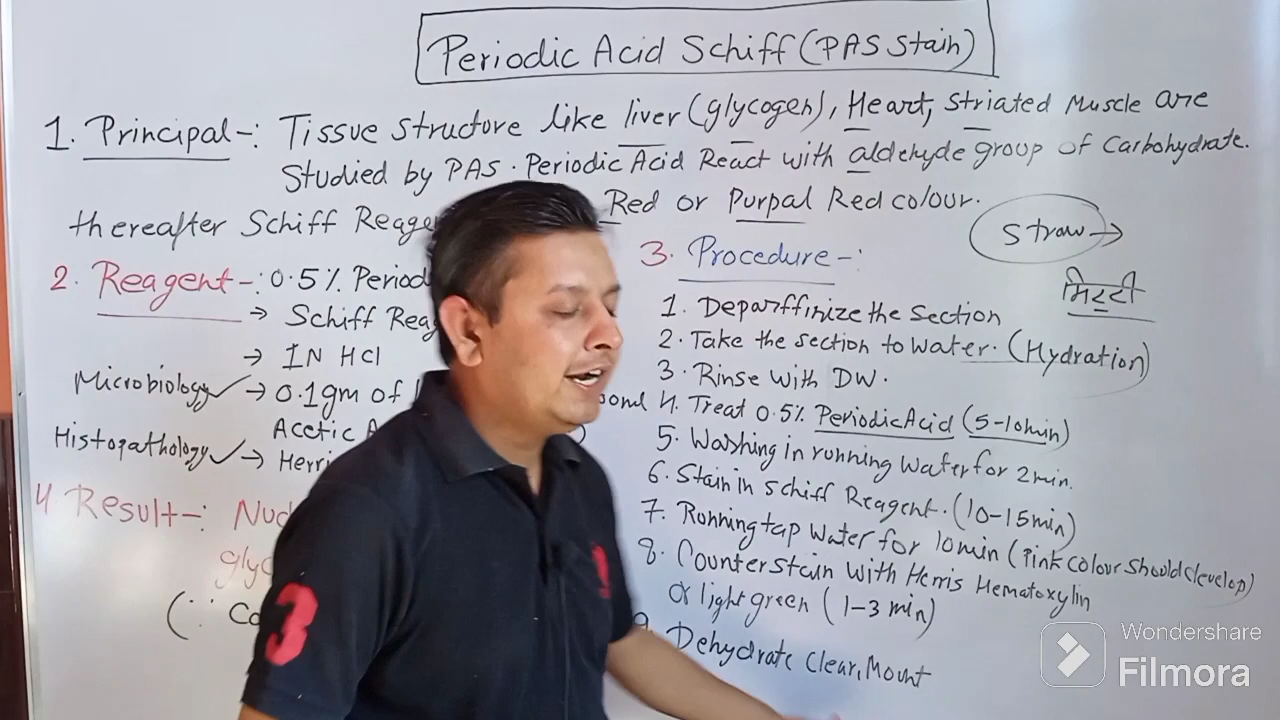 Periodic Acid Schiff (PAS Stain)
1. Principal-: Tissue Structure like liver (glycogen), Heart, Striated Muscle are
Studied by PAS. Periodic Acid React with aldehyde group of Carbohydrate.
thereafter Schiff Reage Red or Purpal Red colour.
Straw →
मिट्टी
2. Reagent-: 0.5% Period
→ Schiff Reag
→ IN HCl
Microbiology ✓ → 0.1gm of
Acetic A
Histopathology ✓ → Herri
4 Result-: Nuc
glyc
(∵ Co
3. Procedure-:
1. Deparffinize the Section
2. Take the section to water. (Hydration)
3. Rinse with DW.
4. Treat 0.5% Periodic Acid (5-10min)
5. Washing in running water for 2 min.
6. Stain in Schiff Reagent. (10-15 min)
7. Running tap water for 10min (Pink colour Should develop)
8. Counterstain with Herris Hematoxylin
or light green (1-3 min)
9. Dehydrate Clear, Mount
3
Wondershare
Filmora